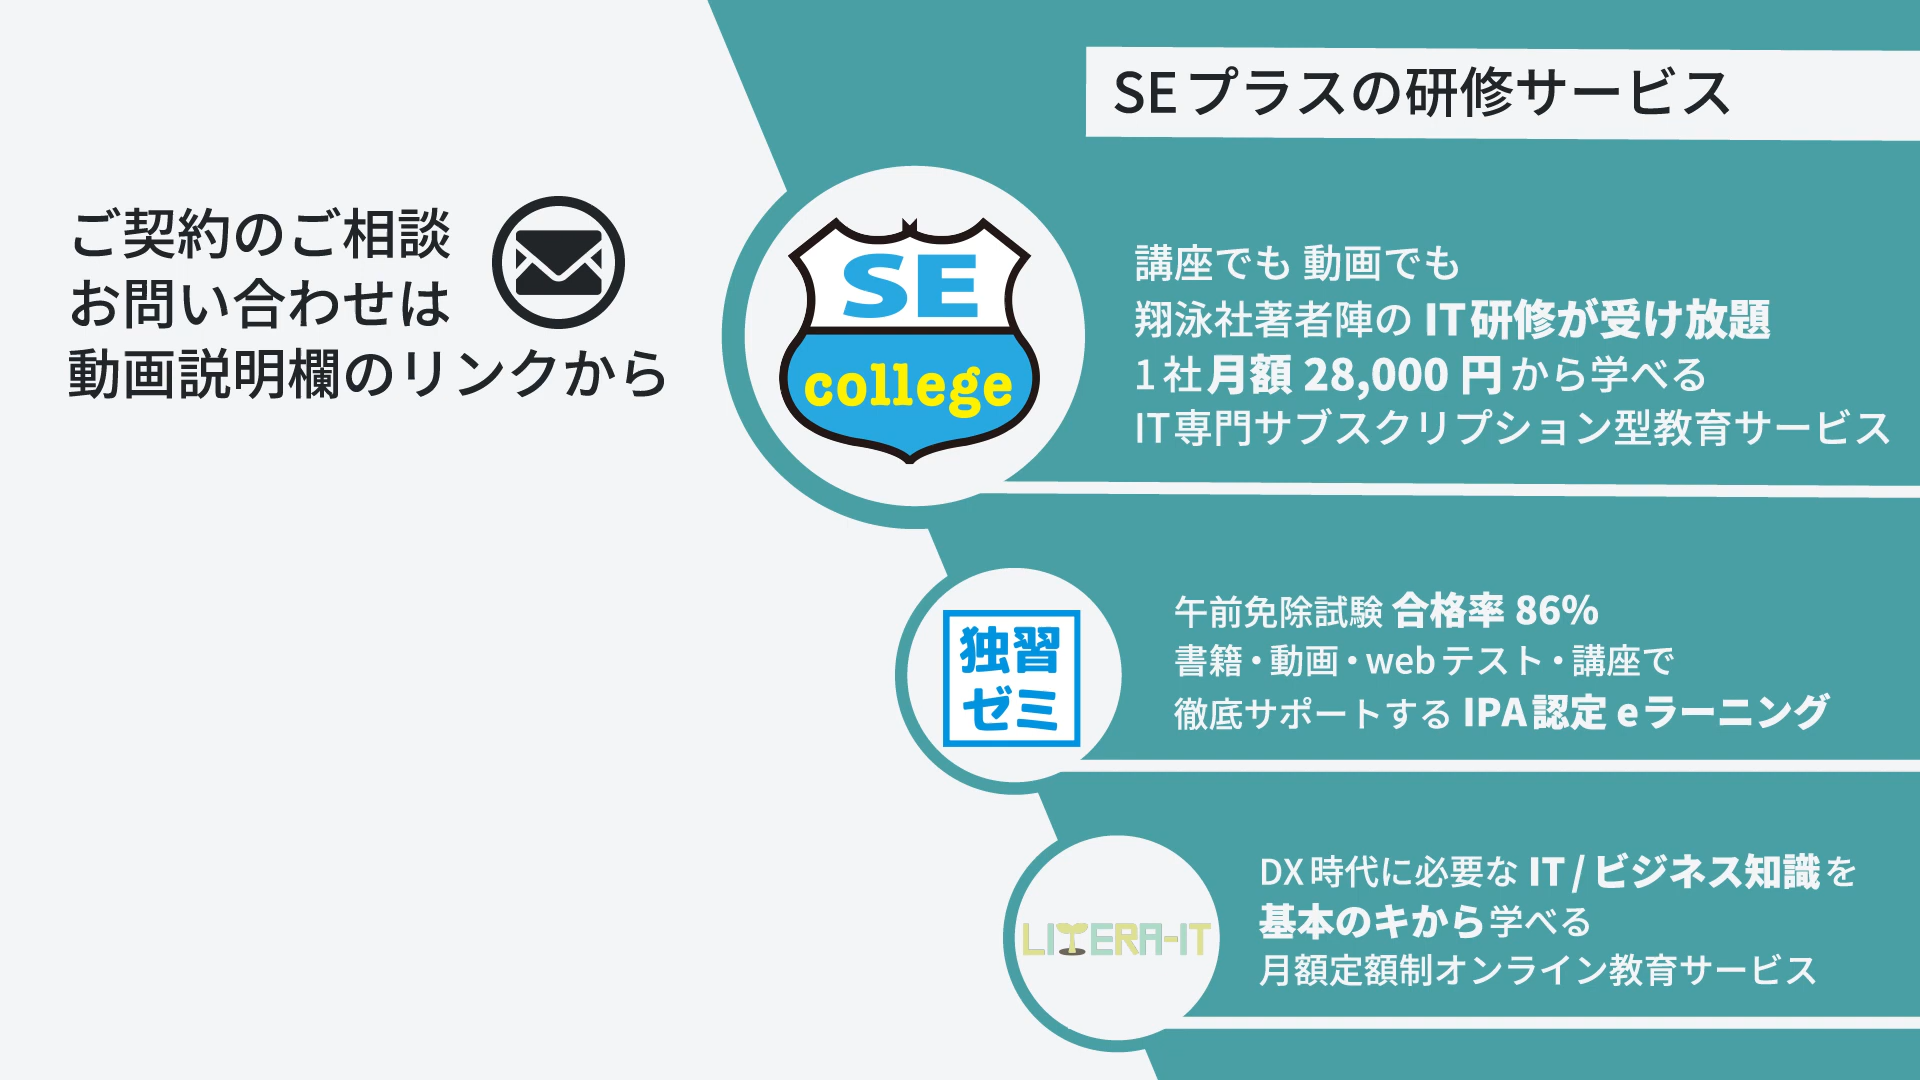 ご契約のご相談
お問い合わせは
動画説明欄のリンクから
SEプラスの研修サービス
SE
college
講座でも 動画でも
翔泳社著者陣の IT研修が受け放題
1社月額 28,000 円から学べる
IT専門サブスクリプション型教育サービス
独習
ゼミ
午前免除試験 合格率 86%
書籍・動画・webテスト・講座で
徹底サポートする IPA認定 eラーニング
LITERA-IT
DX時代に必要な IT / ビジネス知識を
基本のキから学べる
月額定額制オンライン教育サービス